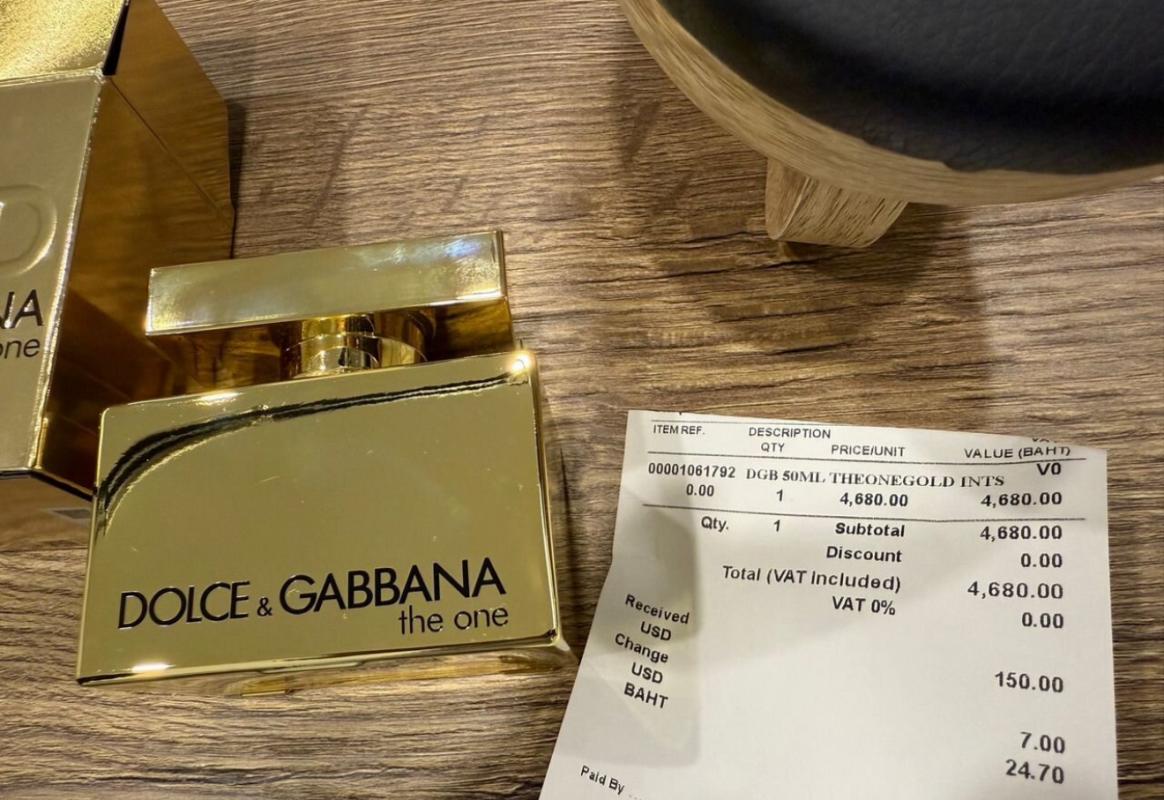 NA
one
DOLCE & GABBANA
the one
ITEM REF. DESCRIPTION
QTY PRICE/UNIT VALUE (BAHT)
00001061792 DGB 50ML THEONEGOLD INTS V0
0.00 1 4,680.00 4,680.00
Qty. 1 Subtotal 4,680.00
Discount 0.00
Total (VAT included) 4,680.00
VAT 0% 0.00
Received
USD 150.00
Change
USD 7.00
BAHT 24.70
Paid By